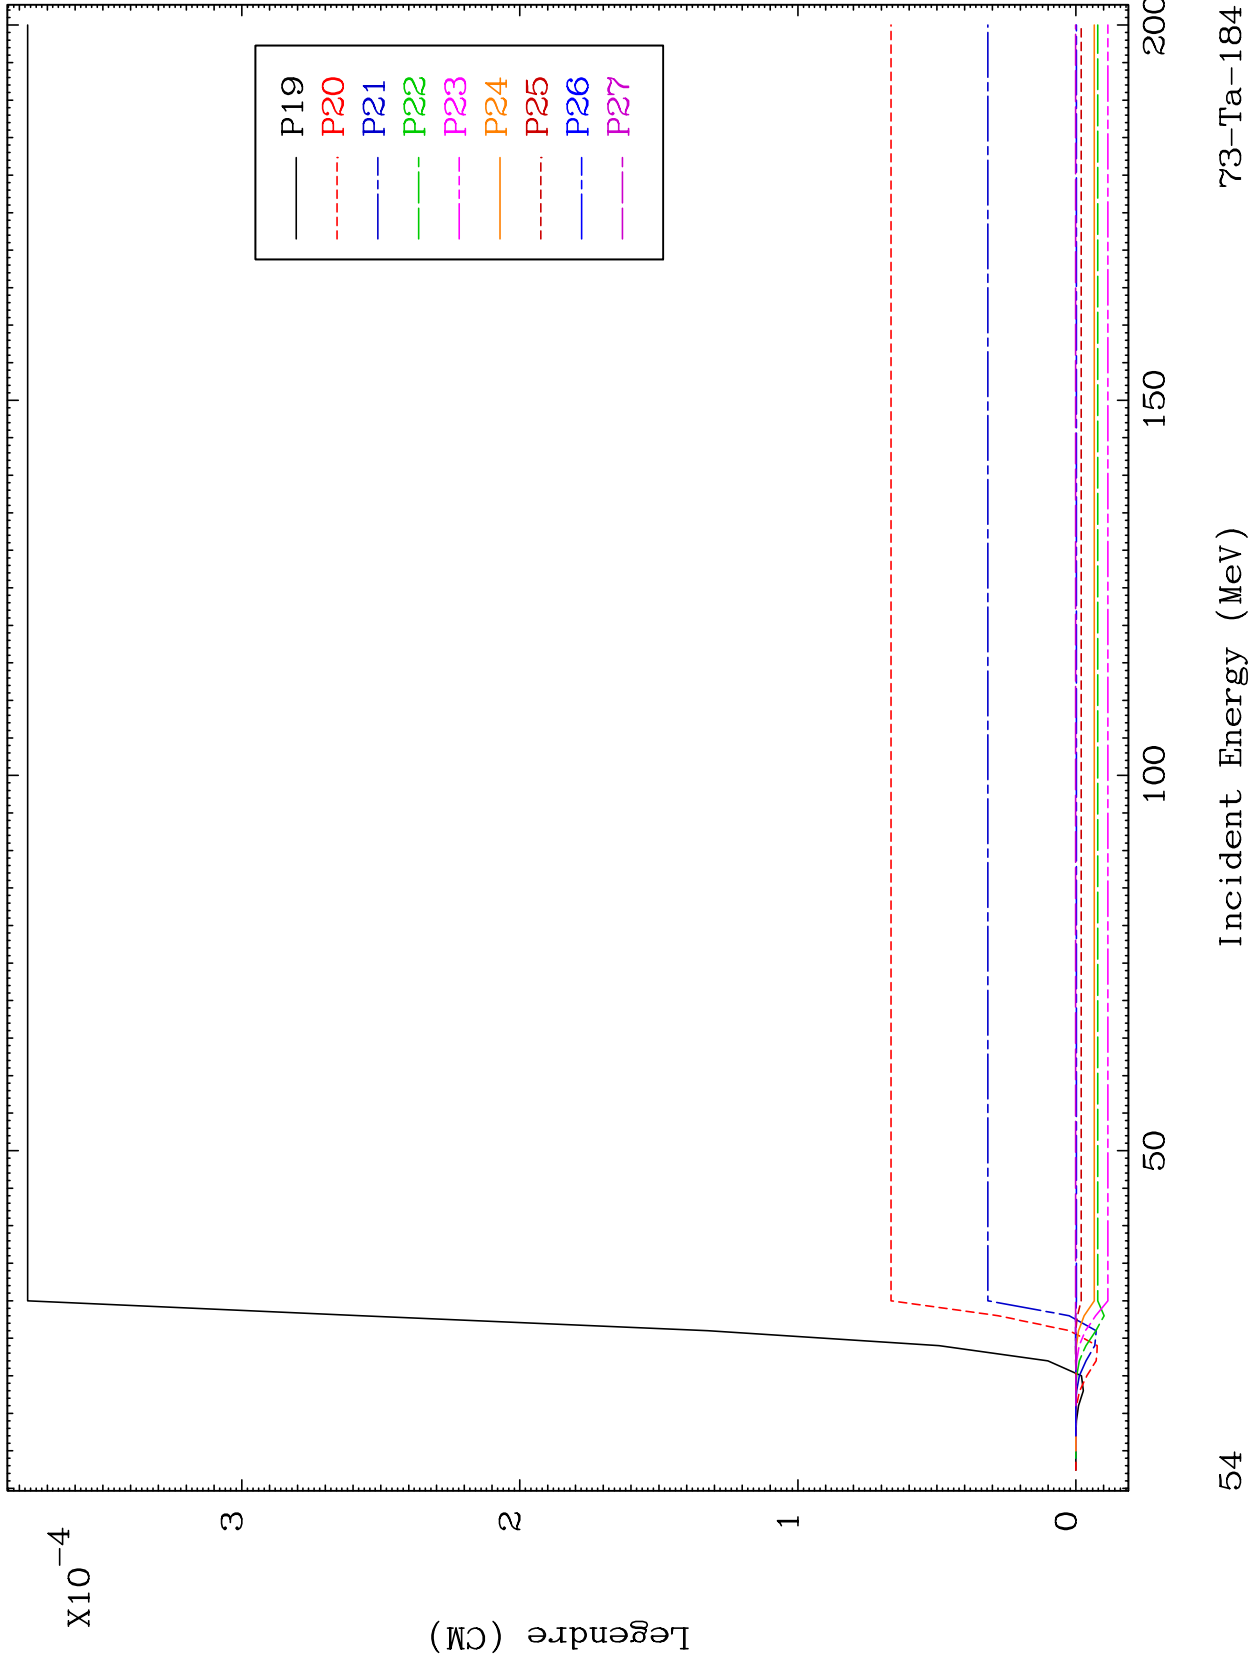 X10-4
3
2
1
0
Legendre (CM)
P19
P20
P21
P22
P23
P24
P25
P26
P27
50
100
150
200
54
Incident Energy (MeV)
73-Ta-184